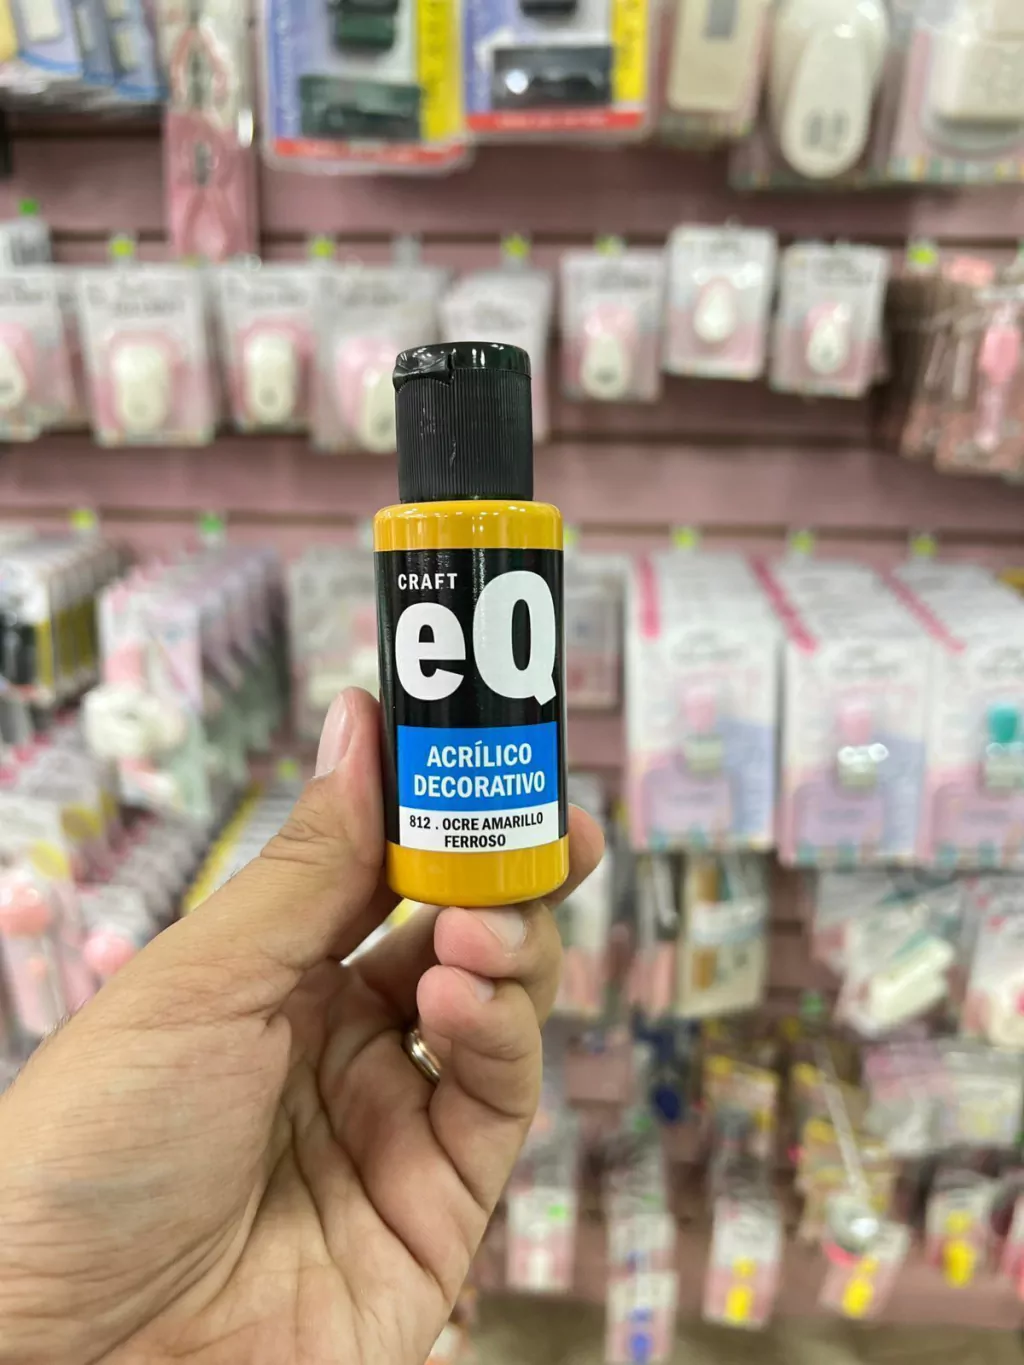 CRAFT
eQ
ACRÍLICO
DECORATIVO
812 . OCRE AMARILLO
FERROSO